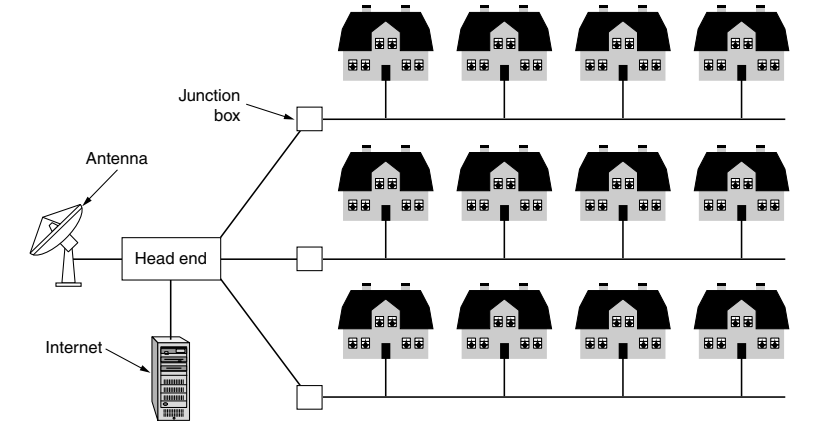 Junction
box
Antenna
Head end
Internet